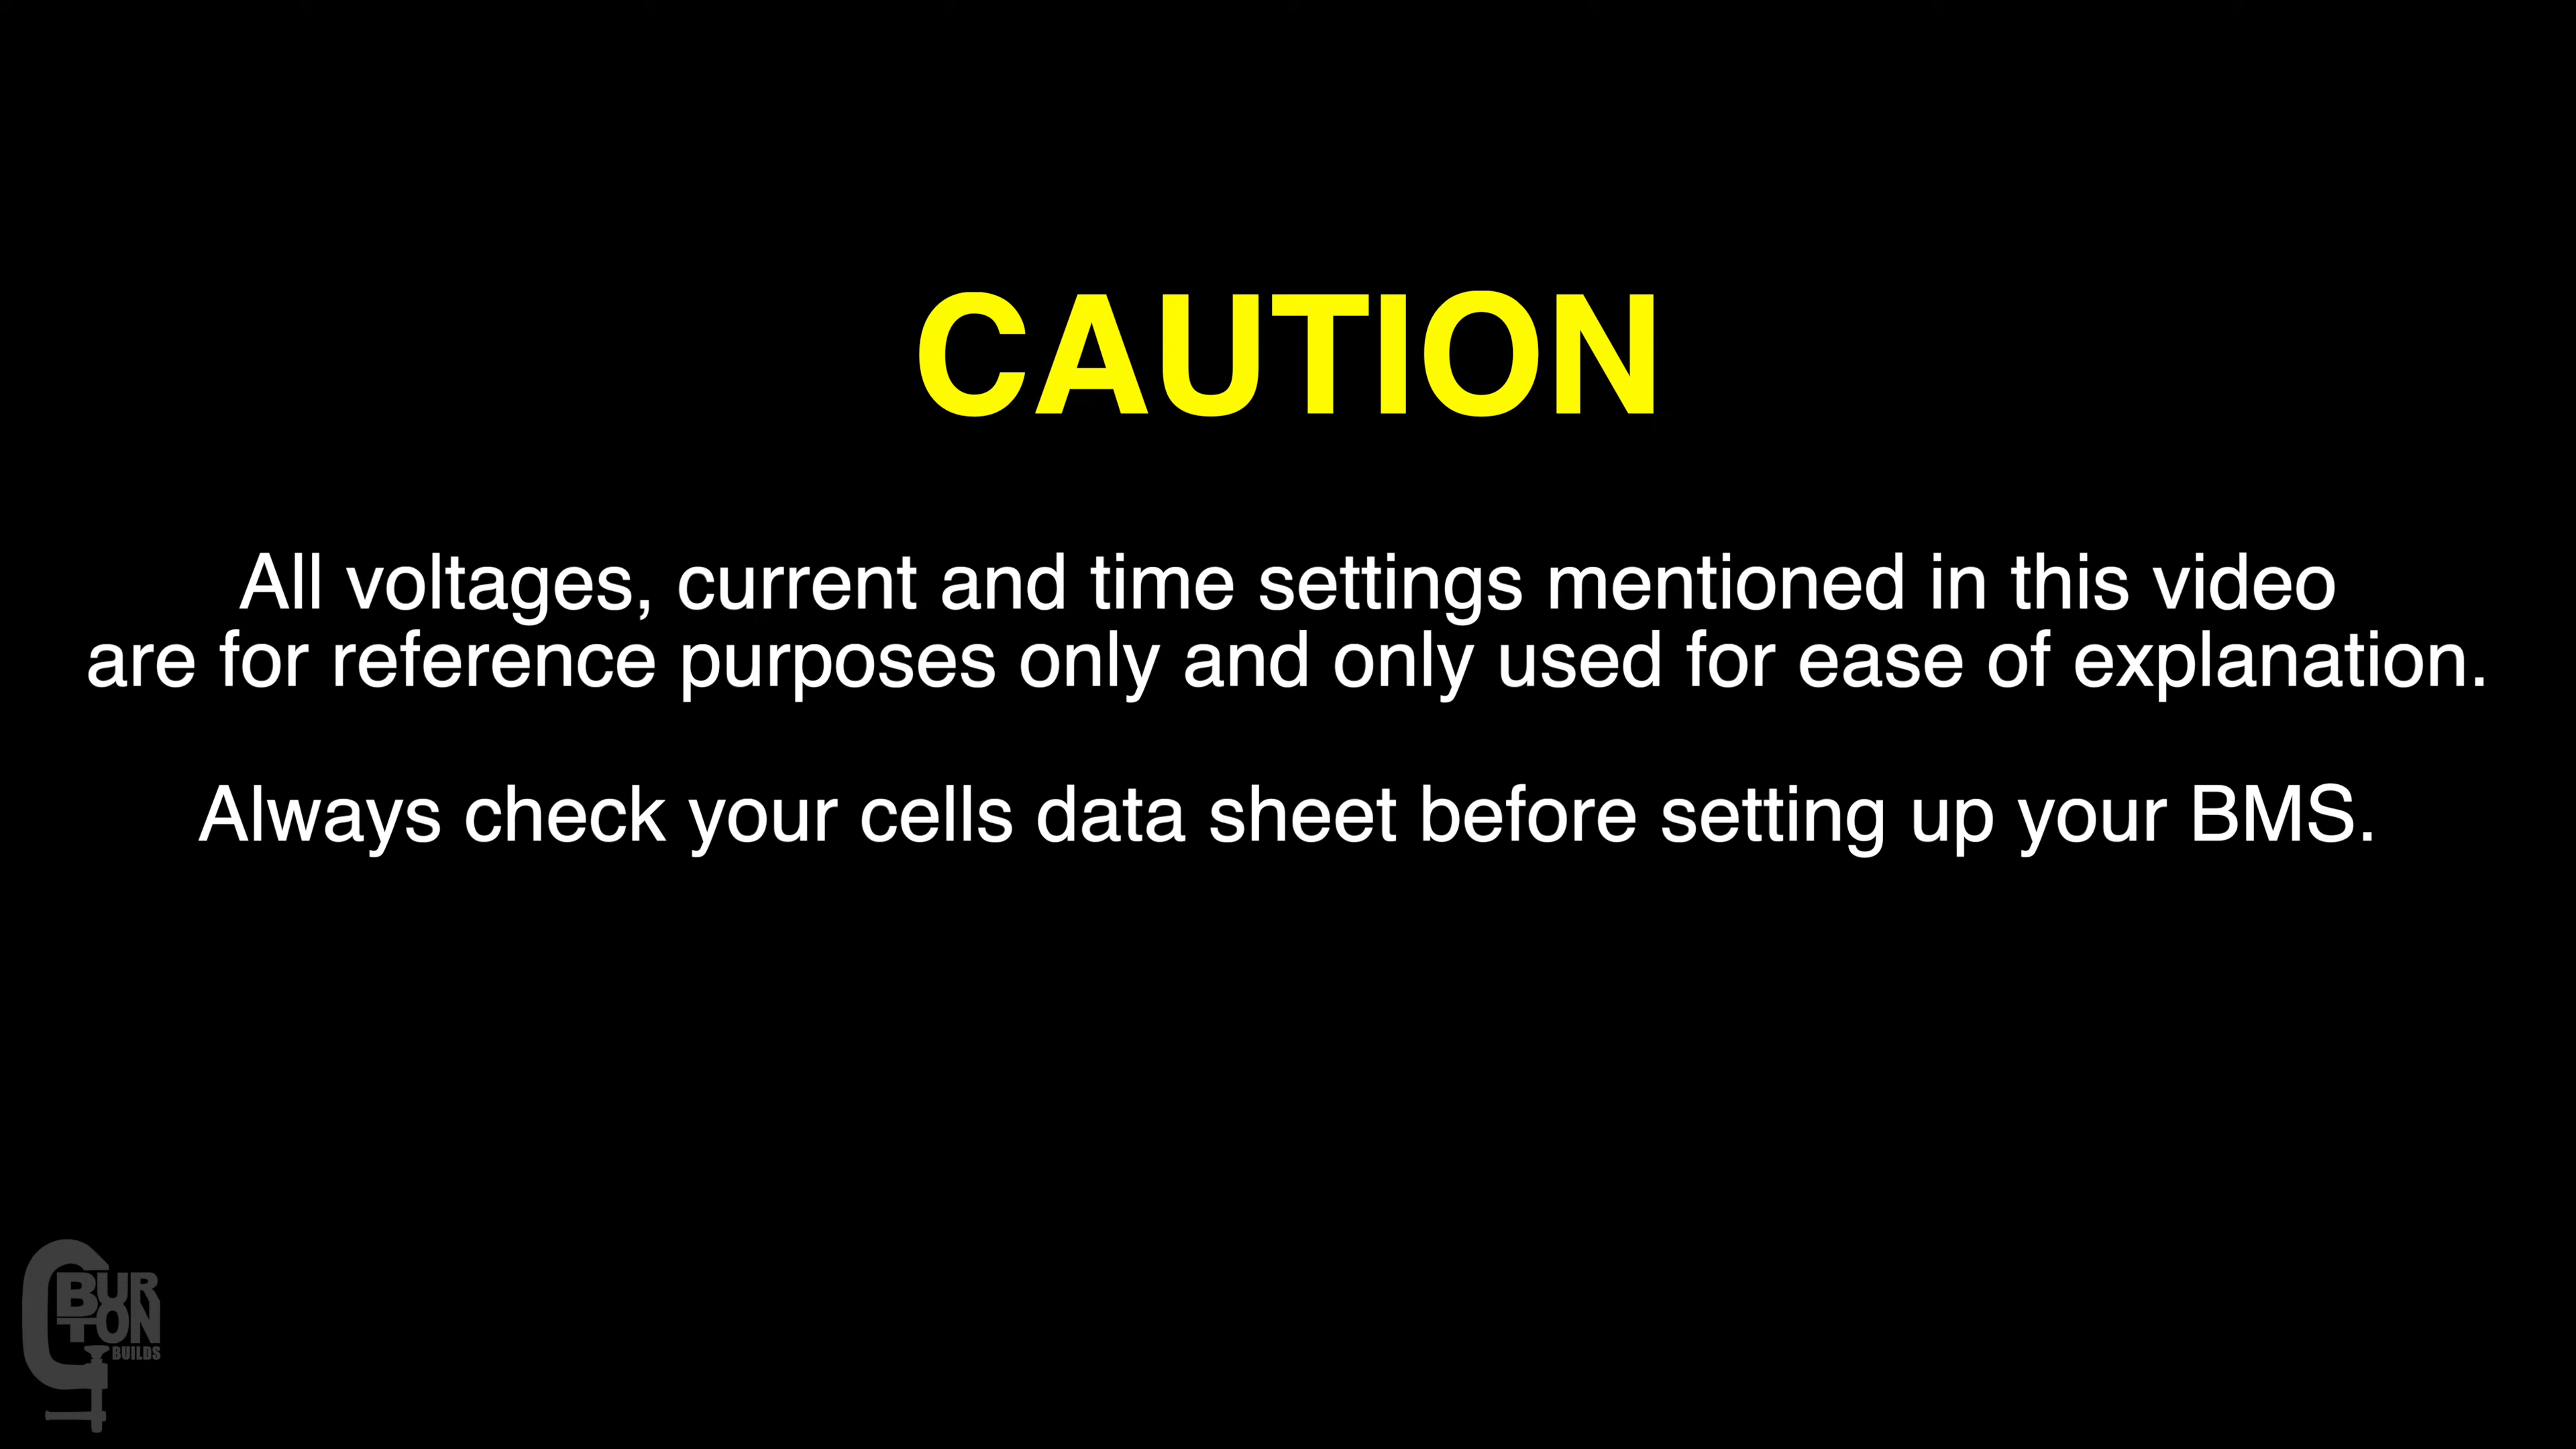 CAUTION
All voltages, current and time settings mentioned in this video
are for reference purposes only and only used for ease of explanation.
Always check your cells data sheet before setting up your BMS.
BUR
TON
BUILDS